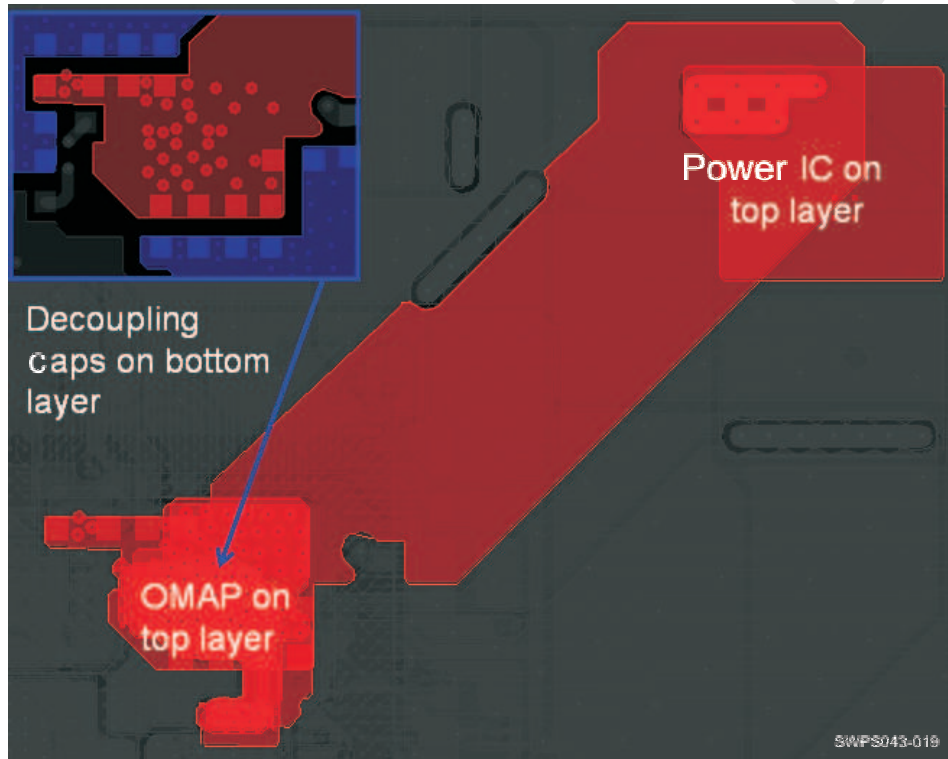 Power IC on
top layer
Decoupling
caps on bottom
layer
OMAP on
top layer
SWPS043-019